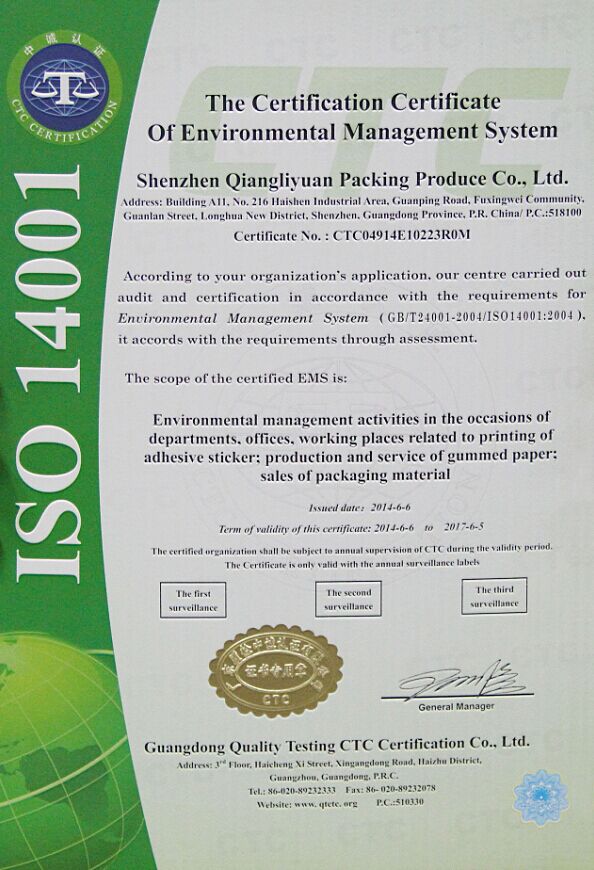 中诚认证
CTC CERTIFICATION
ISO 14001
CTC
The Certification Certificate
Of Environmental Management System
Shenzhen Qiangliyuan Packing Produce Co., Ltd.
Address: Building A11, No. 216 Haishen Industrial Area, Guanping Road, Fuxingwei Community,
Guanlan Street, Longhua New District, Shenzhen, Guangdong Province, P.R. China/ P.C.:518100
Certificate No. : CTC04914E10223R0M
According to your organization's application, our centre carried out
audit and certification in accordance with the requirements for
Environmental Management System ( GB/T24001-2004/ISO14001:2004 ),
it accords with the requirements through assessment.
The scope of the certified EMS is:
Environmental management activities in the occasions of
departments, offices, working places related to printing of
adhesive sticker; production and service of gummed paper;
sales of packaging material
Issued date: 2014-6-6
Term of validity of this certificate: 2014-6-6 to 2017-6-5
The certified organization shall be subject to annual supervision of CTC during the validity period.
The Certificate is only valid with the annual surveillance labels
The first
surveillance
The second
surveillance
The third
surveillance
证书专用章
CTC
General Manager
Guangdong Quality Testing CTC Certification Co., Ltd.
Address: 3rd Floor, Haicheng Xi Street, Xingangdong Road, Haizhu District,
Guangzhou, Guangdong, P.R.C.
Tel.: 86-020-89232333 Fax: 86- 020-89232078
Website: www. qtctc. org P.C.:510330